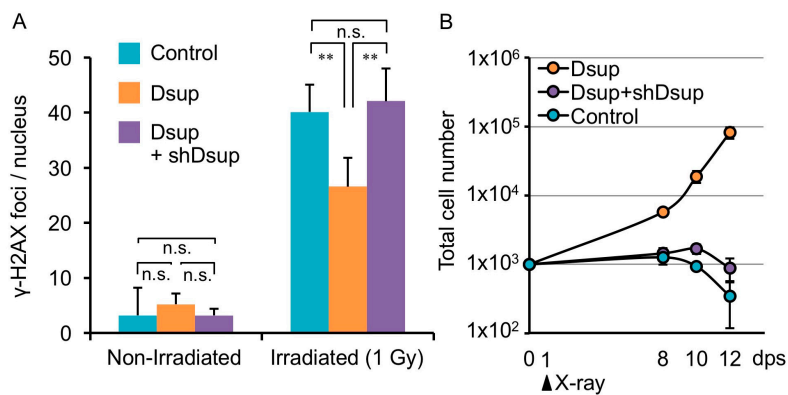 A
γ-H2AX foci / nucleus
50
40
30
20
10
0
Control
Dsup
Dsup
+ shDsup
n.s.
** **
n.s.
n.s. n.s.
Non-Irradiated
Irradiated (1 Gy)
B
Total cell number
1x10⁶
1x10⁵
1x10⁴
1x10³
1x10²
Dsup
Dsup+shDsup
Control
0 1 8 10 12 dps
▲X-ray